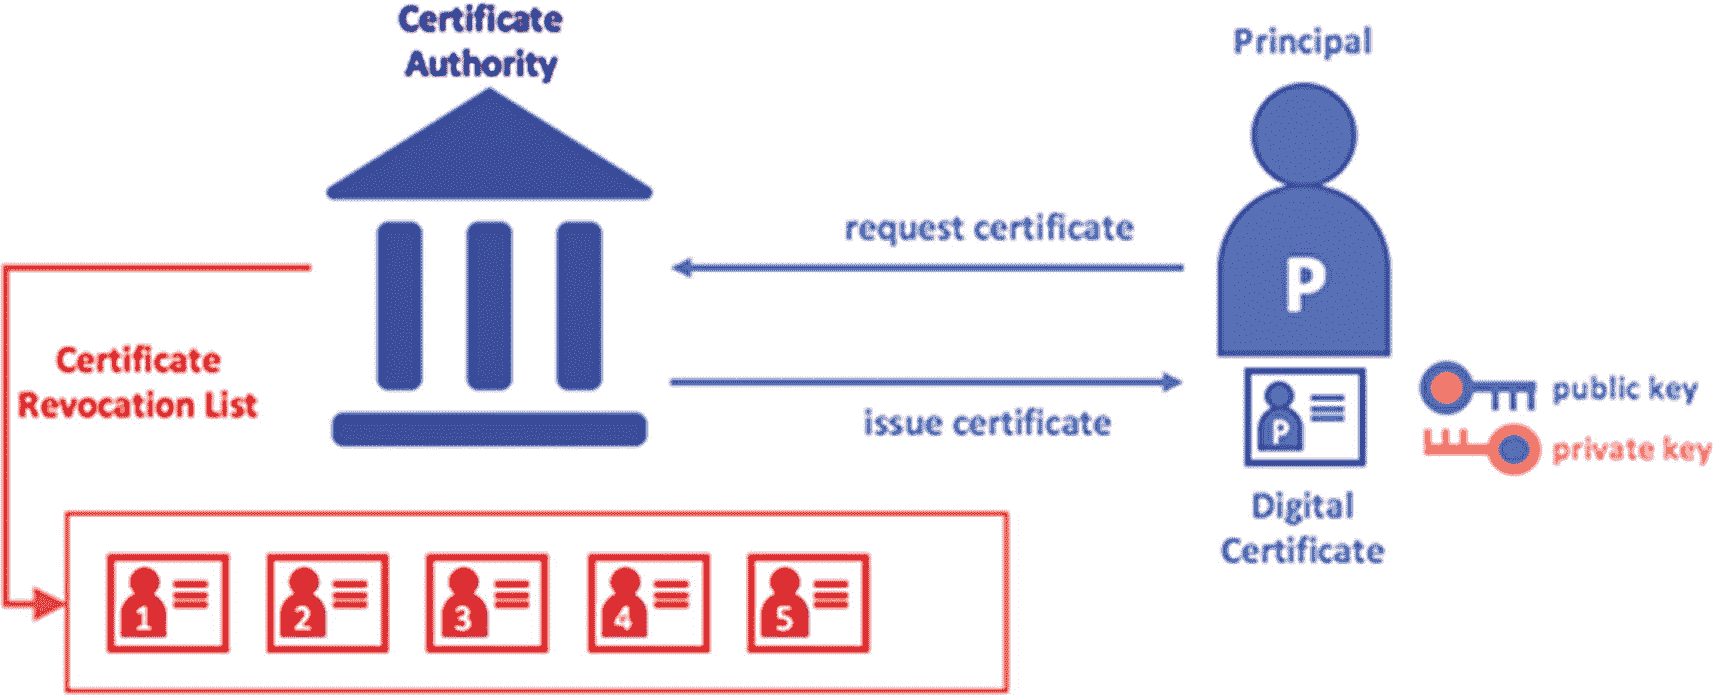 Certificate
Authority
Principal
request certificate
P
Certificate
Revocation List
issue certificate
P
public key
private key
Digital
Certificate
1
2
3
4
5